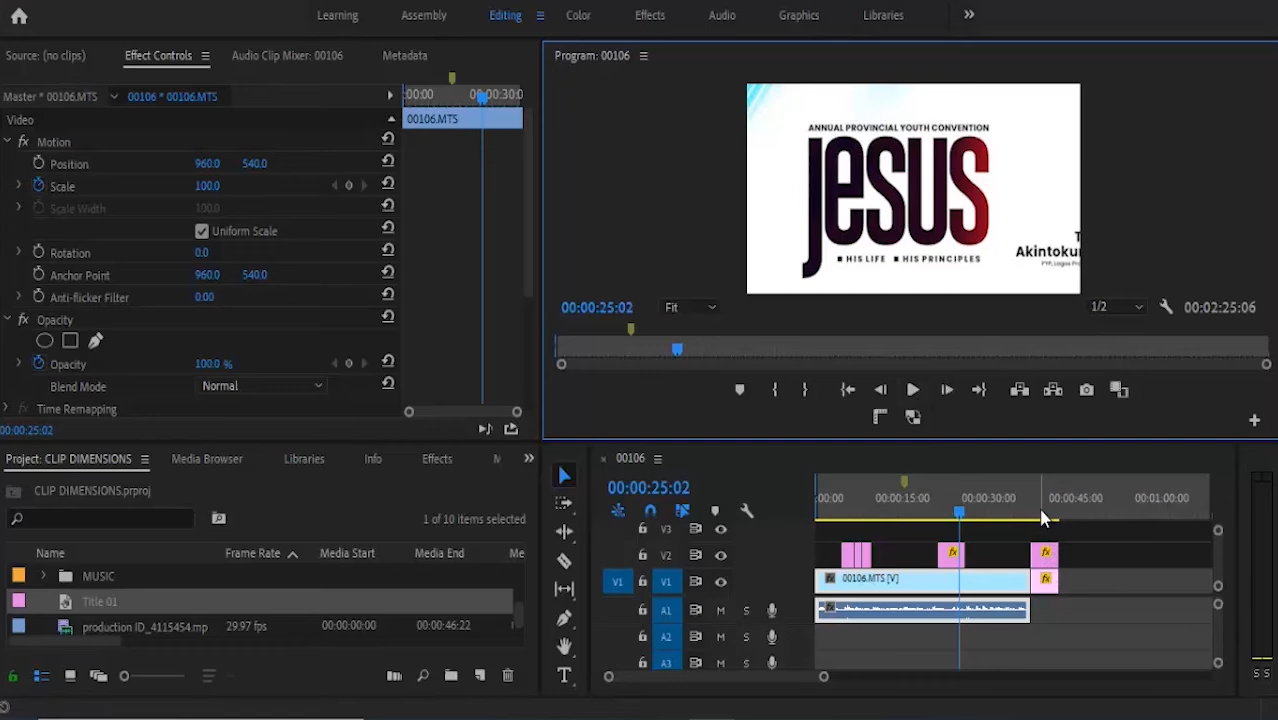 Learning Assembly Editing Color Effects Audio Graphics Libraries
Source: (no clips) Effect Controls Audio Clip Mixer: 00106 Metadata
Master * 00106.MTS 00106 * 00106.MTS
:00:00 00:00:30:0
Video
00106.MTS
Motion
Position 960.0 540.0
Scale 100.0
Scale Width 100.0
Uniform Scale
Rotation 0.0
Anchor Point 960.0 540.0
Anti-flicker Filter 0.00
Opacity
Opacity 100.0 %
Blend Mode Normal
Time Remapping
00:00:25:02
Program: 00106
ANNUAL PROVINCIAL YOUTH CONVENTION
jesus
HIS LIFE HIS PRINCIPLES
T
Akintoku
00:00:25:02 Fit 1/2 00:02:25:06
Project: CLIP DIMENSIONS Media Browser Libraries Info Effects M
CLIP DIMENSIONS.prproj
1 of 10 items selected
Name Frame Rate Media Start Media End Me
MUSIC
Title 01
production ID_4115454.mp 29.97 fps 00:00:00:00 00:00:46:22
00106
00:00:25:02
:00:00 00:00:15:00 00:00:30:00 00:00:45:00 00:01:00:00
V3
V2 fx fx
V1 V1 00106.MTS [V] fx
A1 M S
A2 M S
A3 M S
S S